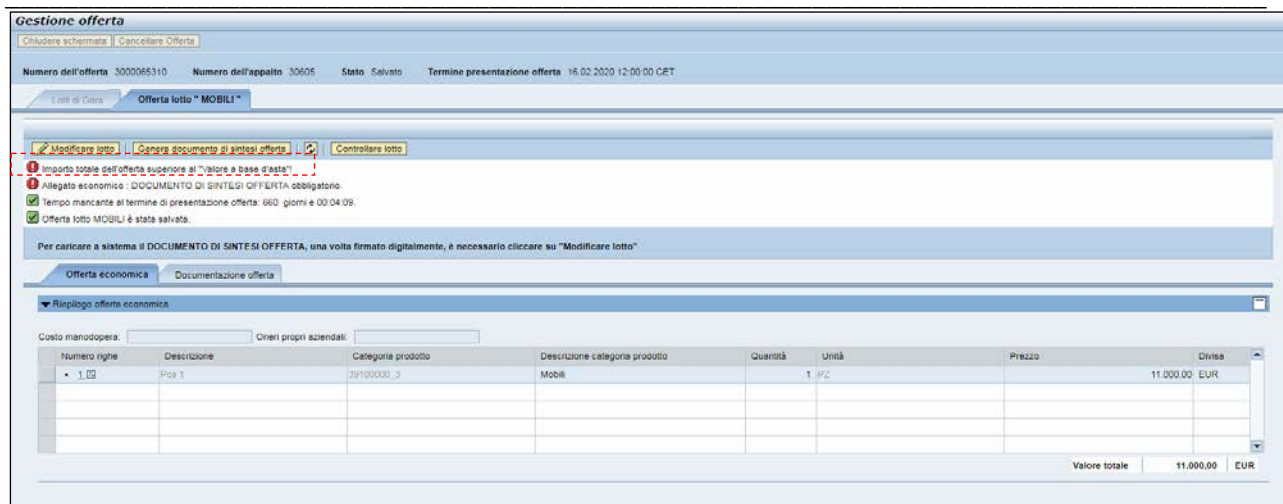 Gestione offerta
Chiudere schermata Cancellare Offerta
Numero dell'offerta 3000065310 Numero dell'appalto 30605 Stato Salvato Termine presentazione offerta 16.02.2020 12:00:00 CET
Lotti di Gara Offerta lotto " MOBILI "
Modificare lotto Genera documento di sintesi offerta Controllare lotto
Importo totale dell'offerta superiore al "Valore a base d'asta"!
Allegato economico : DOCUMENTO DI SINTESI OFFERTA obbligatorio.
Tempo mancante al termine di presentazione offerta: 660 giorni e 00:04:09.
Offerta lotto MOBILI è stata salvata.
Per caricare a sistema il DOCUMENTO DI SINTESI OFFERTA, una volta firmato digitalmente, è necessario cliccare su "Modificare lotto"
Offerta economica Documentazione offerta
Riepilogo offerta economica
Costo manodopera: Oneri propri aziendali:
Numero righe Descrizione Categoria prodotto Descrizione categoria prodotto Quantità Unità Prezzo Divisa
• 1 Pos 1 39100000_3 Mobili 1 PZ 11.000,00 EUR
Valore totale 11.000,00 EUR